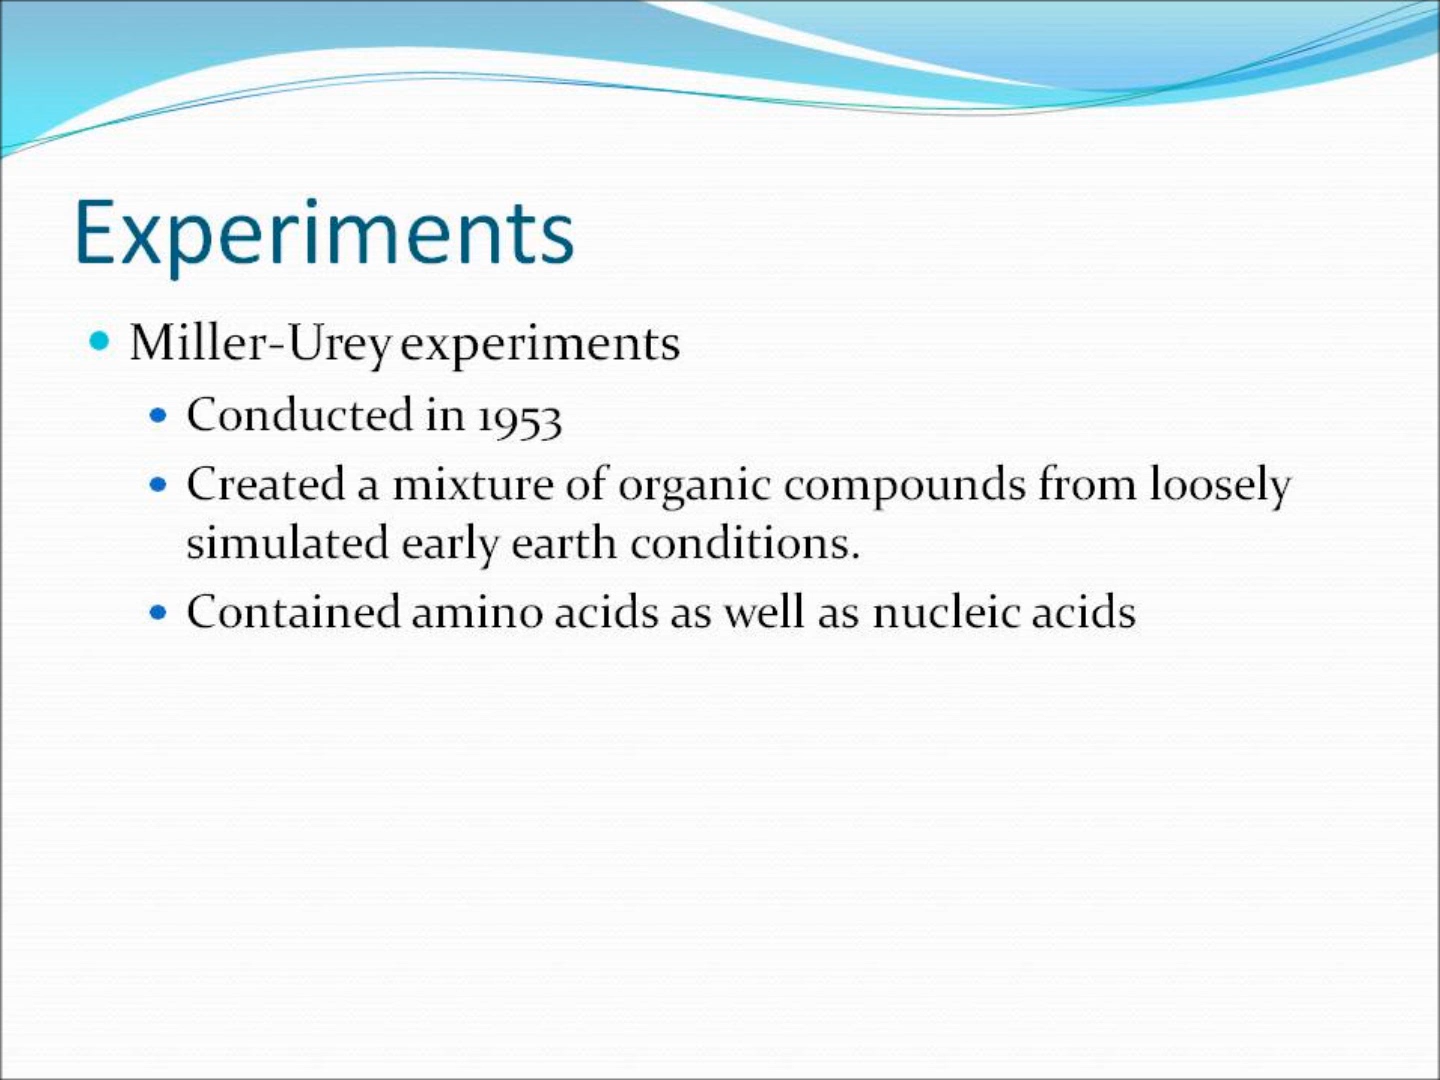 Experiments
Miller-Urey experiments
Conducted in 1953
Created a mixture of organic compounds from loosely
simulated early earth conditions.
Contained amino acids as well as nucleic acids